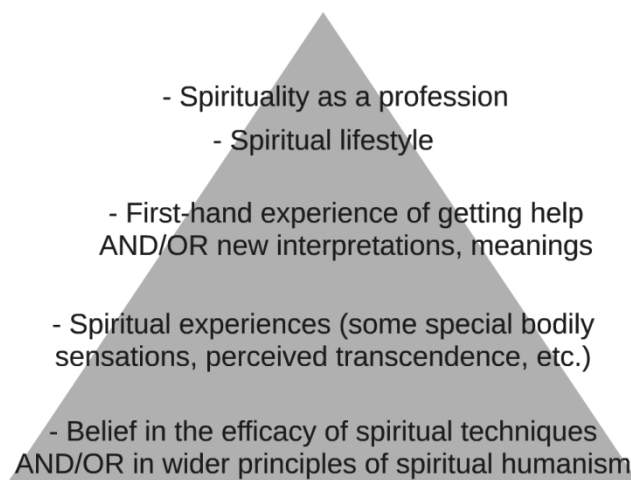 - Spirituality as a profession
- Spiritual lifestyle
- First-hand experience of getting help
AND/OR new interpretations, meanings
- Spiritual experiences (some special bodily
sensations, perceived transcendence, etc.)
- Belief in the efficacy of spiritual techniques
AND/OR in wider principles of spiritual humanism